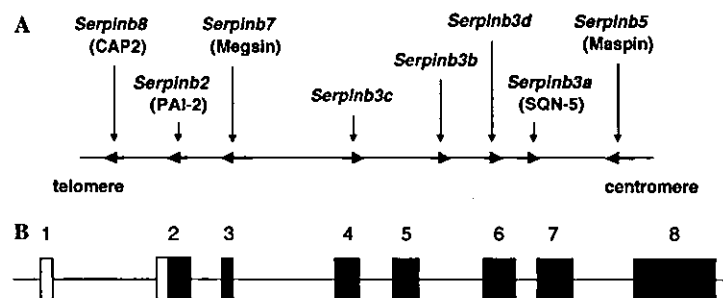 A
Serpinb8
(CAP2)
Serpinb2
(PAI-2)
Serpinb7
(Megsin)
Serpinb3c
Serpinb3b
Serpinb3d
Serpinb3a
(SQN-5)
Serpinb5
(Maspin)
telomere
centromere
B
1 2 3 4 5 6 7 8